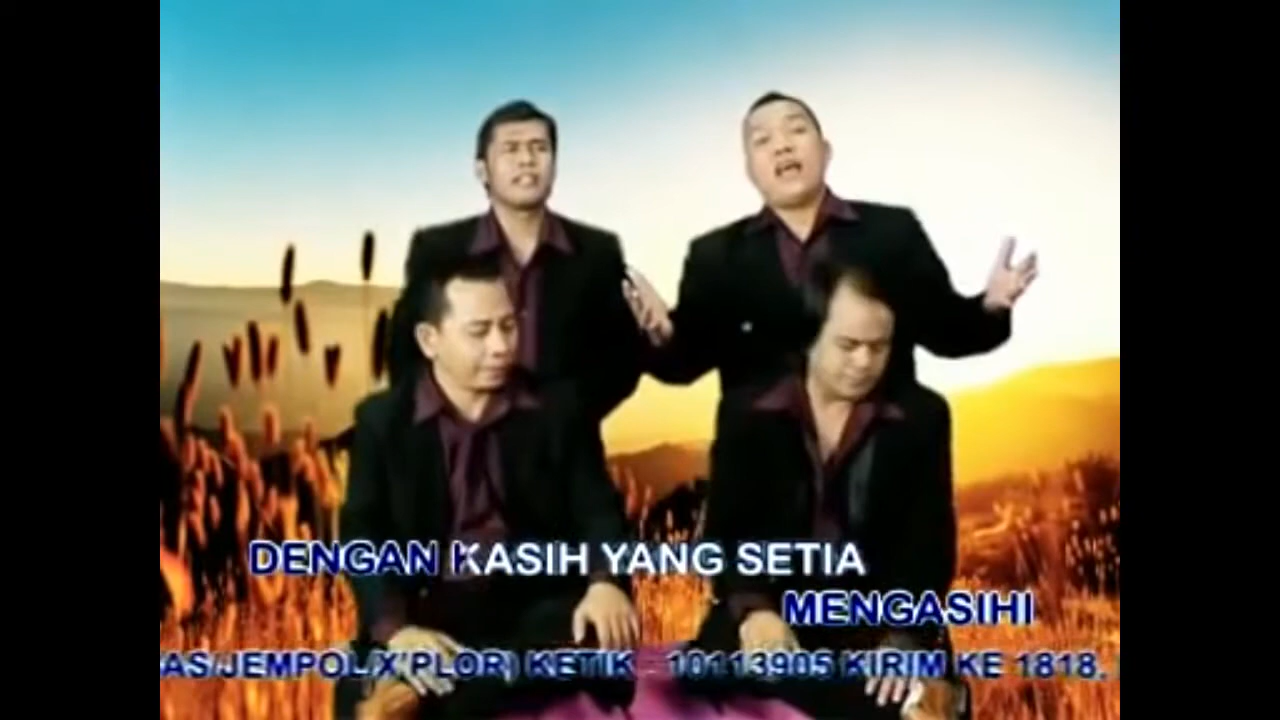 DENGAN KASIH YANG SETIA
MENGASIHI
AS/JEMPOL/X'PLOR) KETIK 10113905 KIRIM KE 1818.